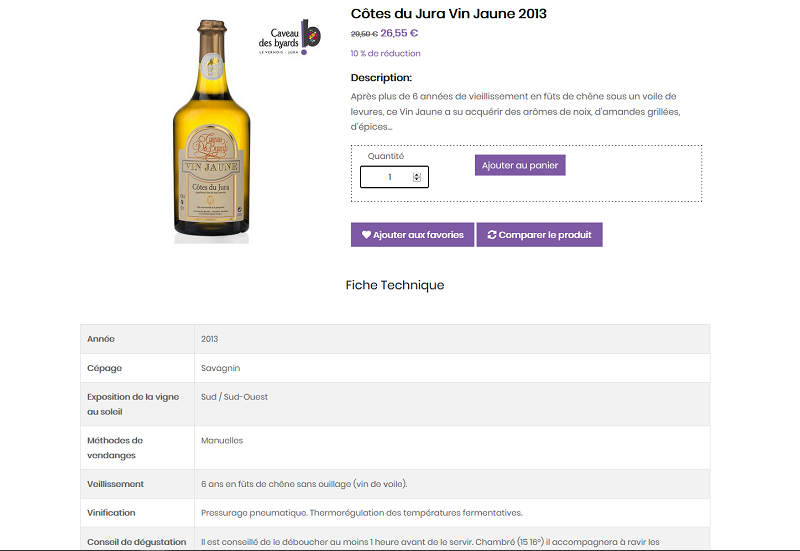 Côtes du Jura Vin Jaune 2013
Caveau
des byards
LE VERNOIS - JURA
29,50 € 26,55 €
10 % de réduction
Description:
Après plus de 6 années de vieillissement en fûts de chêne sous un voile de
levures, ce Vin Jaune a su acquérir des arômes de noix, d'amandes grillées,
d'épices...
Quantité
1
Ajouter au panier
Caveau
Des Byards
VIN JAUNE
Côtes du Jura
Ajouter aux favories
Comparer le produit
Fiche Technique
Année 2013
Cépage Savagnin
Exposition de la vigne Sud / Sud-Ouest
au soleil
Méthodes de Manuelles
vendanges
Veillissement 6 ans en fûts de chêne sans ouillage (vin de voile).
Vinification Pressurage pneumatique. Thermorégulation des températures fermentatives.
Conseil de dégustation Il est conseillé de le déboucher au moins 1 heure avant de le servir. Chambré (15 16°) il accompagnera à ravir les